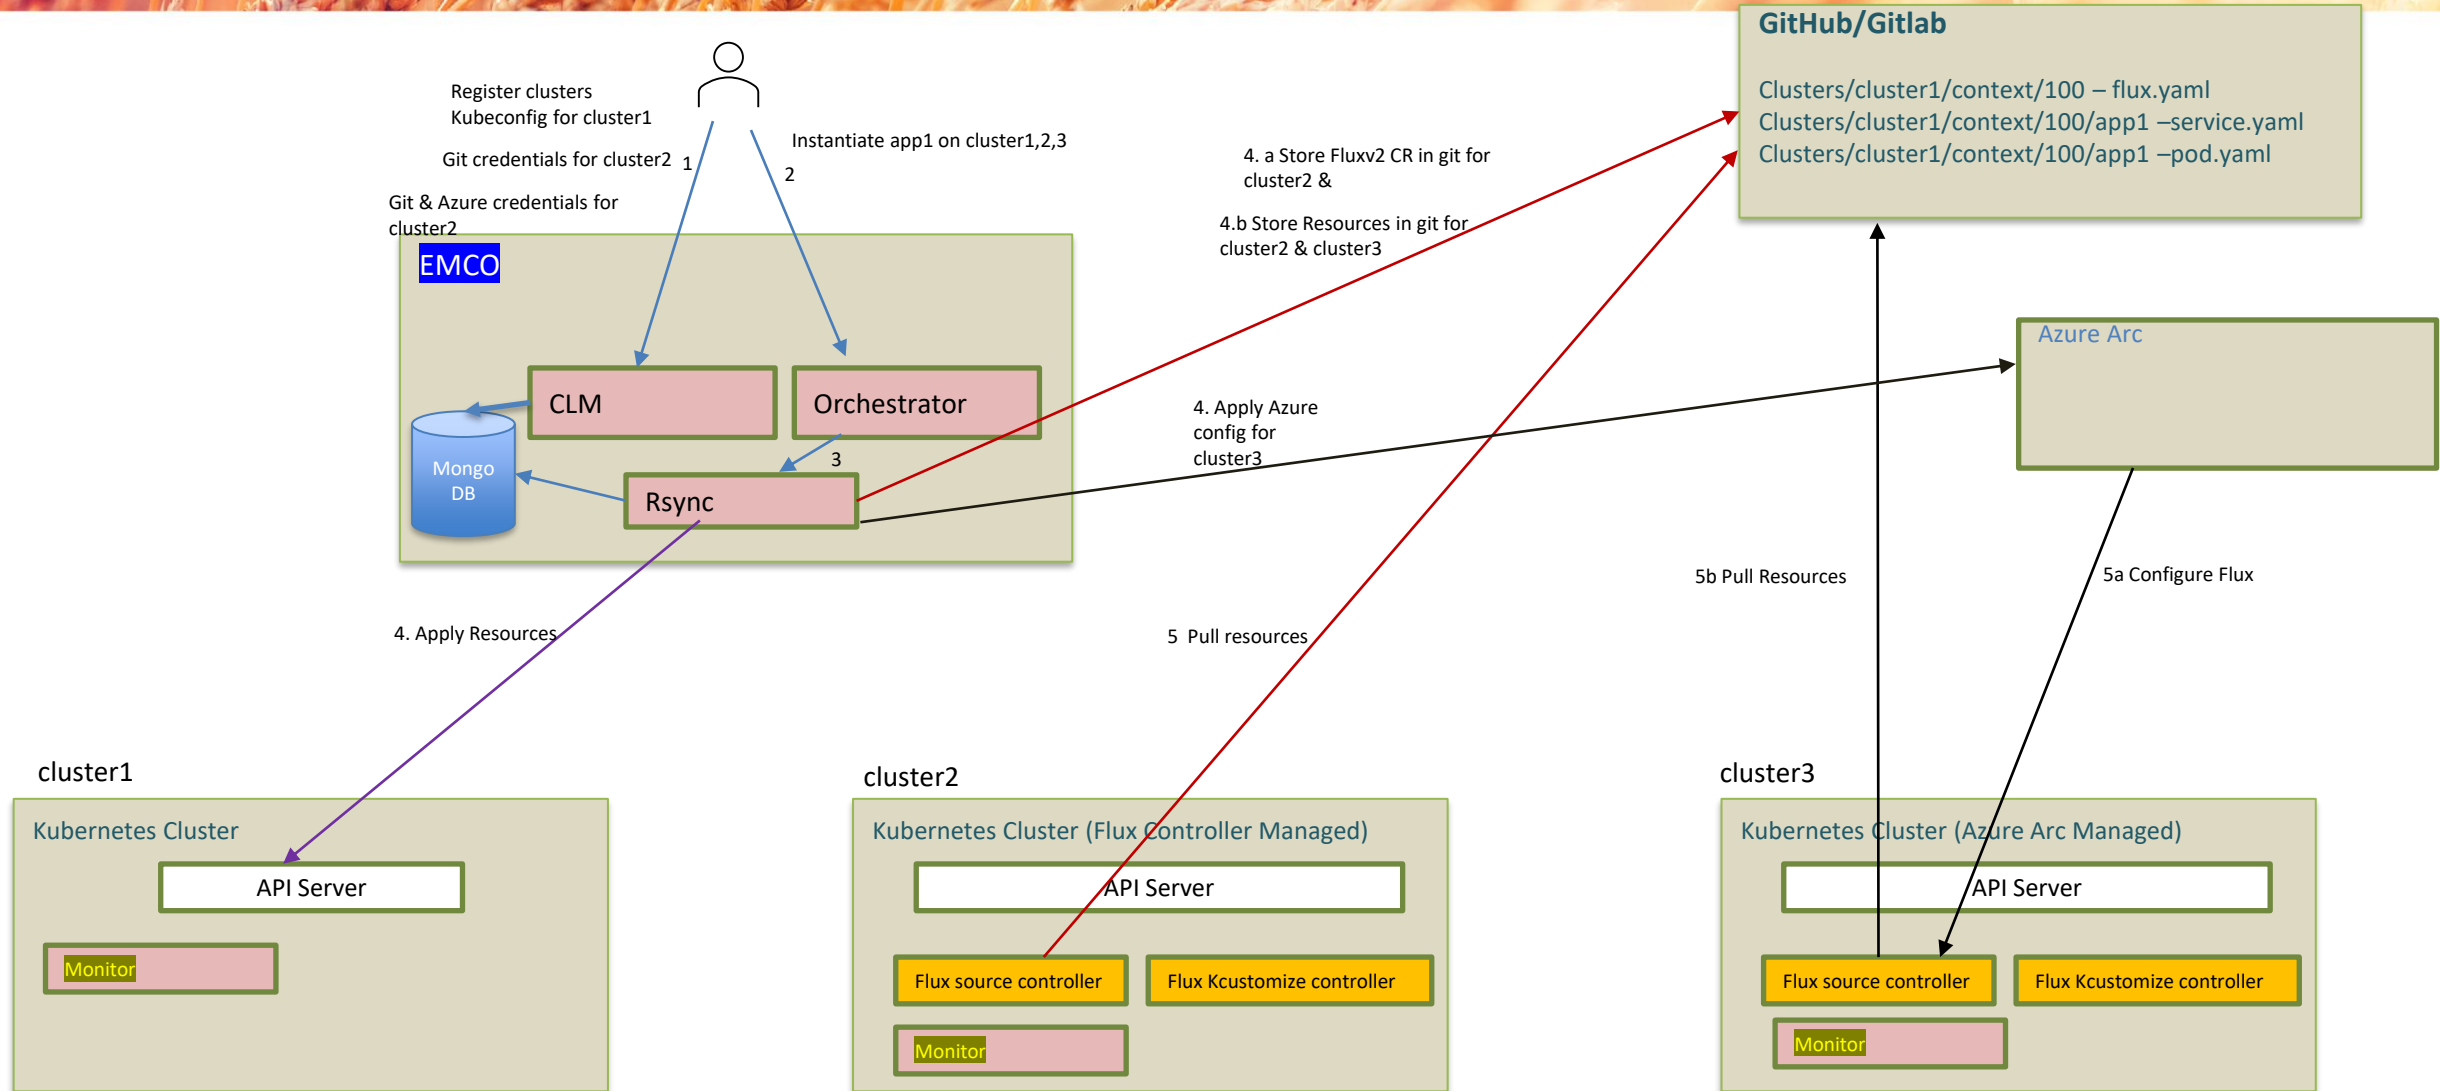 GitHub/Gitlab
Clusters/cluster1/context/100 – flux.yaml
Clusters/cluster1/context/100/app1 –service.yaml
Clusters/cluster1/context/100/app1 –pod.yaml
Register clusters
Kubeconfig for cluster1
Git credentials for cluster2
1
Git & Azure credentials for
cluster2
Instantiate app1 on cluster1,2,3
2
4. a Store Fluxv2 CR in git for
cluster2 &
4.b Store Resources in git for
cluster2 & cluster3
EMCO
CLM
Orchestrator
3
Mongo
DB
Rsync
4. Apply Azure
config for
cluster3
Azure Arc
4. Apply Resources
5 Pull resources
5b Pull Resources
5a Configure Flux
cluster1
Kubernetes Cluster
API Server
Monitor
cluster2
Kubernetes Cluster (Flux Controller Managed)
API Server
Flux source controller
Flux Kcustomize controller
Monitor
cluster3
Kubernetes Cluster (Azure Arc Managed)
API Server
Flux source controller
Flux Kcustomize controller
Monitor